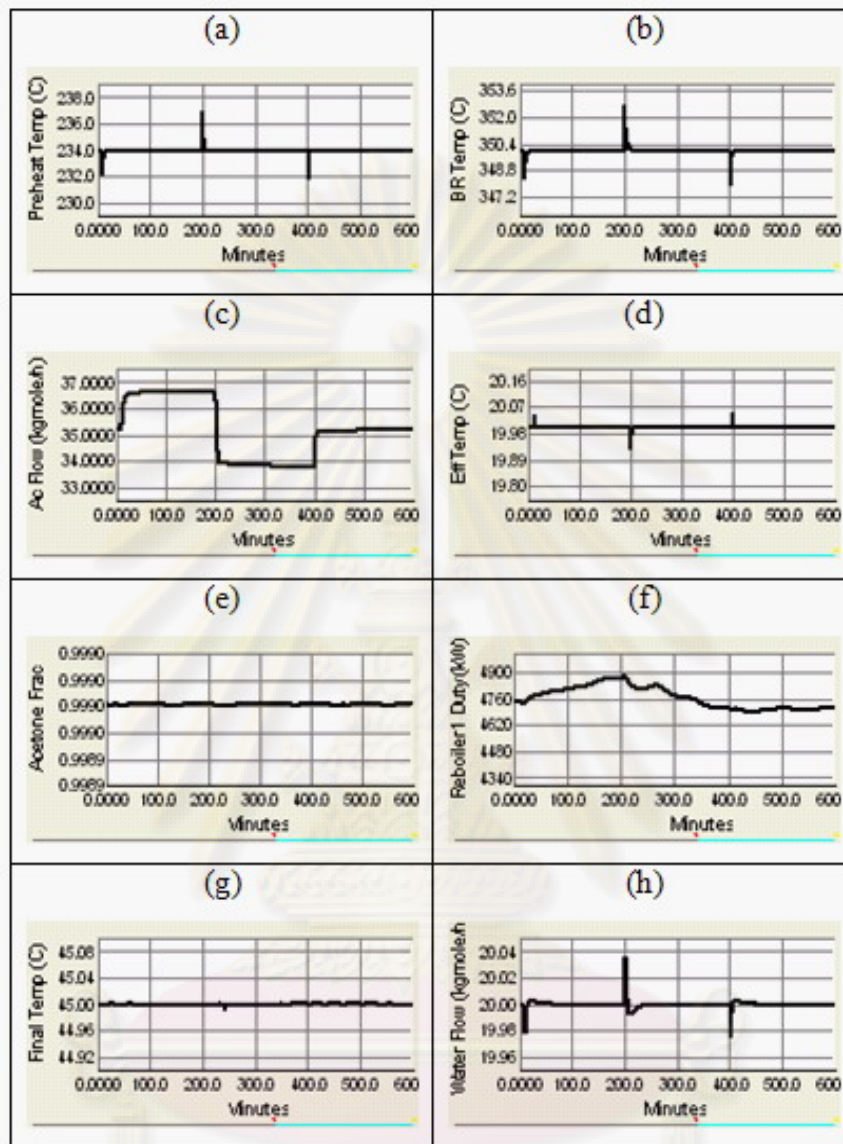 (a)
Preheat Temp (C)
238.0
236.0
234.0
232.0
230.0
0.0000 100.0 200.0 300.0 400.0 500.0 600
Minutes
(b)
BR Temp (C)
353.6
352.0
350.4
348.8
347.2
0.0000 100.0 200.0 300.0 400.0 500.0 600
Minutes
(c)
Ac Flow (kgmole.h)
37.0000
36.0000
35.0000
34.0000
33.0000
0.0000 100.0 200.0 300.0 400.0 500.0 600
Minutes
(d)
Eff Temp (C)
20.16
20.07
19.98
19.89
19.80
0.0000 100.0 200.0 300.0 400.0 500.0 600
Minutes
(e)
Acetone Frac
0.9990
0.9990
0.9990
0.9990
0.9989
0.9989
0.0000 100.0 200.0 300.0 400.0 500.0 600
Minutes
(f)
Reboiler1 Duty (kW)
4900
4760
4620
4480
4340
0.0000 100.0 200.0 300.0 400.0 500.0 600
Minutes
(g)
Final Temp (C)
45.08
45.04
45.00
44.96
44.92
0.0000 100.0 200.0 300.0 400.0 500.0 600
Minutes
(h)
Water Flow (kgmole.h
20.04
20.02
20.00
19.98
19.96
0.0000 100.0 200.0 300.0 400.0 500.0 600
Minutes